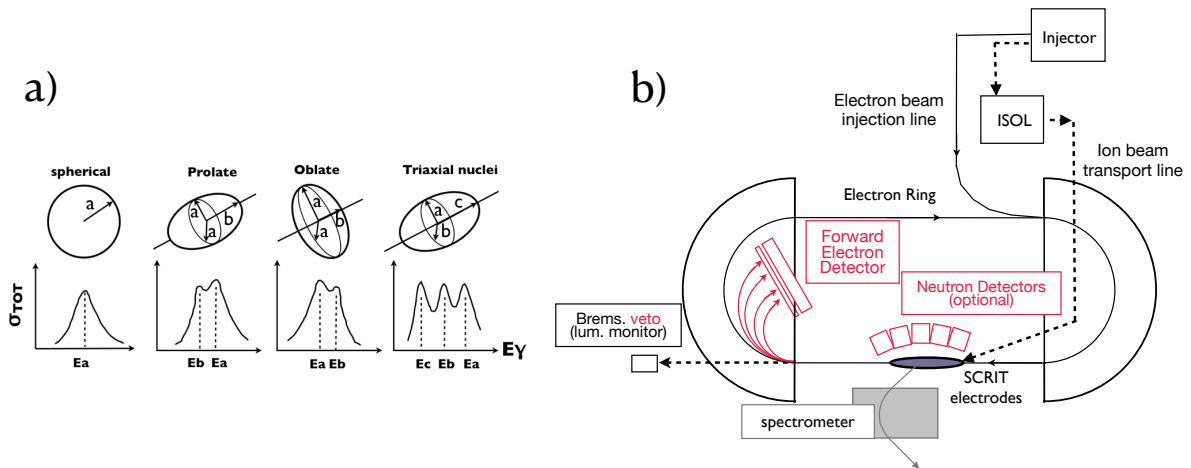 a)
spherical
Prolate
Oblate
Triaxial nuclei
a
a
b
a
a
b
a
a
c
b
σTOT
Ea
Eb Ea
Ea Eb
Ec Eb Ea
Eγ
b)
Injector
Electron beam
injection line
ISOL
Ion beam
transport line
Electron Ring
Forward
Electron
Detector
Neutron Detectors
(optional)
Brems. veto
(lum. monitor)
SCRIT
electrodes
spectrometer